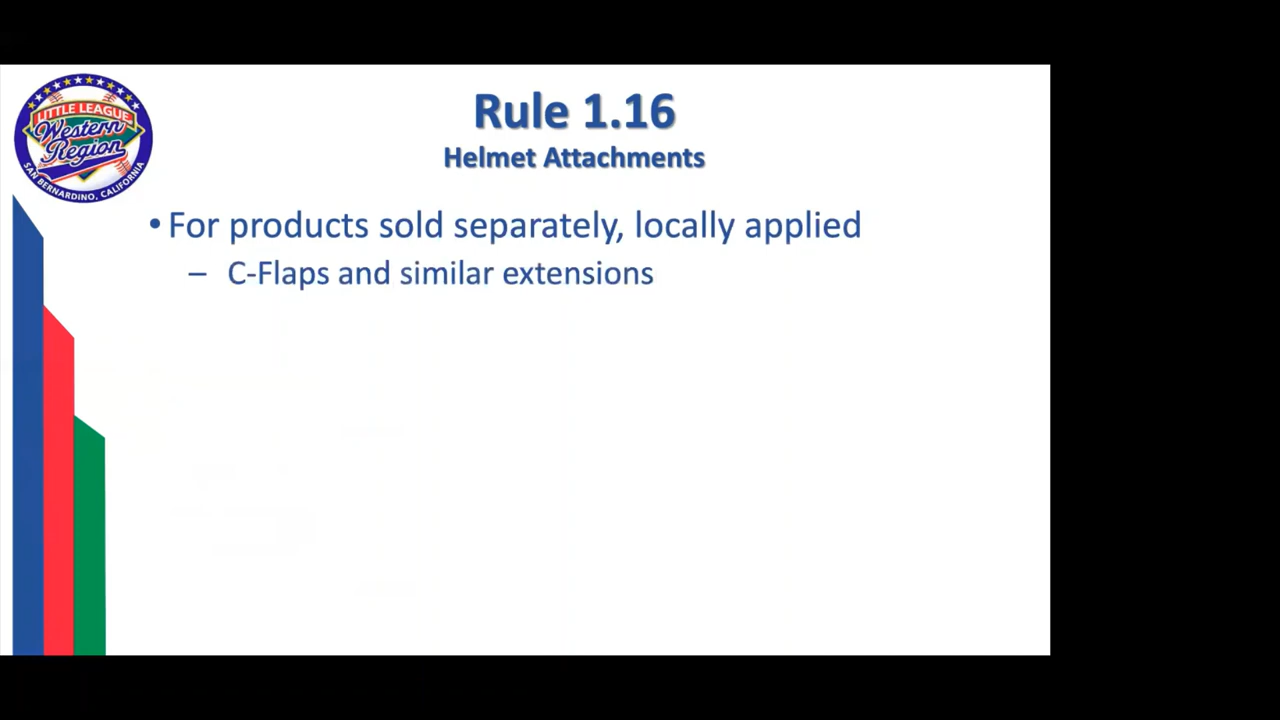 LITTLE LEAGUE
Western
Region
SAN BERNARDINO, CALIFORNIA
Rule 1.16
Helmet Attachments
• For products sold separately, locally applied
– C-Flaps and similar extensions